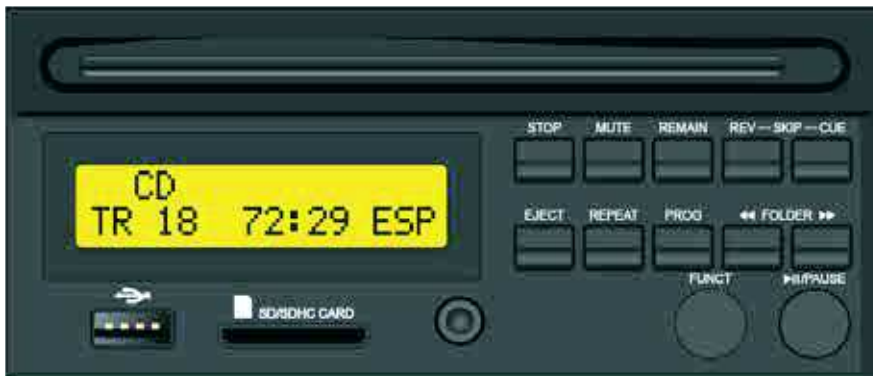 STOP MUTE REMAIN REV — SKIP — CUE
CD
TR 18 72:29 ESP
EJECT REPEAT PROG ◀◀ FOLDER ▶▶
FUNCT ▶II/PAUSE
SD/SDHC CARD